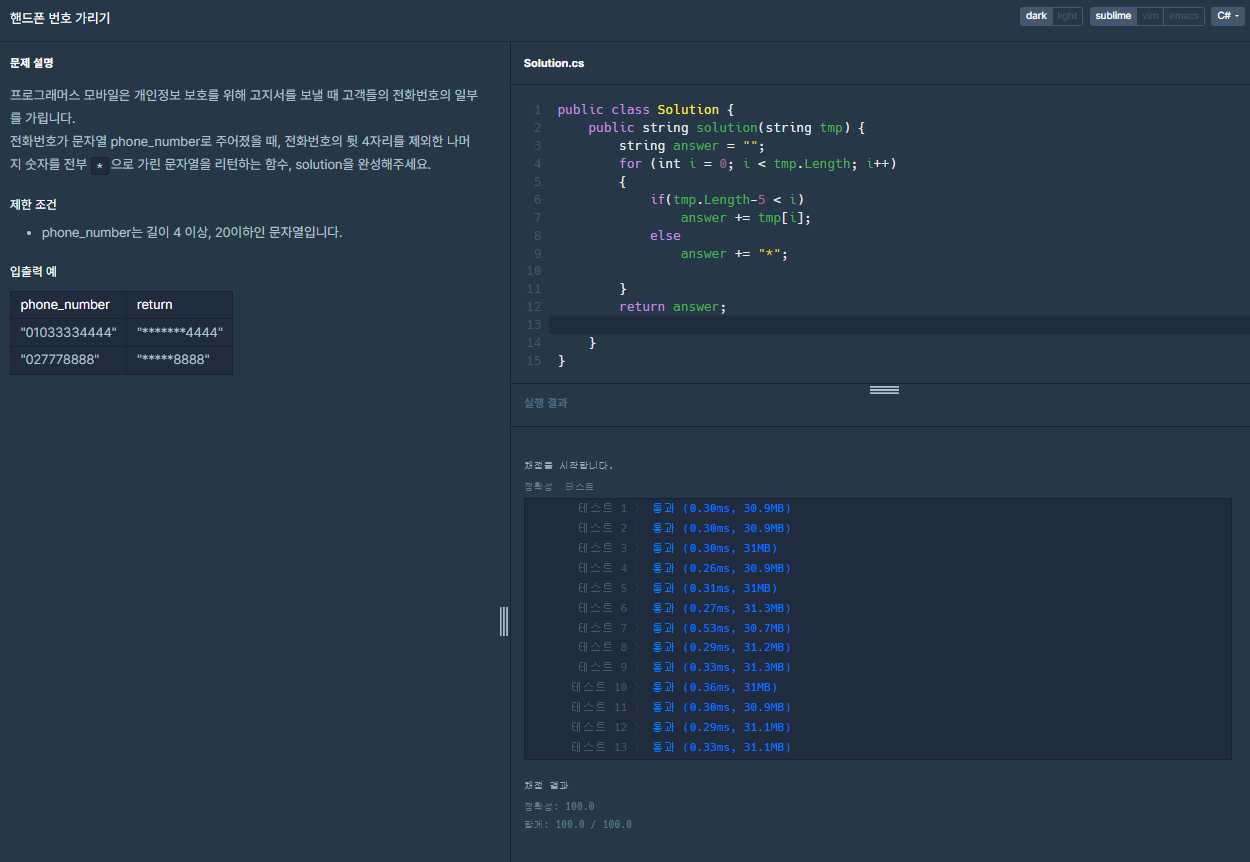 핸드폰 번호 가리기
dark light sublime vim emacs C#
문제 설명
프로그래머스 모바일은 개인정보 보호를 위해 고지서를 보낼 때 고객들의 전화번호의 일부
를 가립니다.
전화번호가 문자열 phone_number로 주어졌을 때, 전화번호의 뒷 4자리를 제외한 나머
지 숫자를 전부 * 으로 가린 문자열을 리턴하는 함수, solution을 완성해주세요.
제한 조건
• phone_number는 길이 4 이상, 20이하인 문자열입니다.
입출력 예
phone_number return
"01033334444" "*******4444"
"027778888" "*****8888"
Solution.cs
1 public class Solution {
2 public string solution(string tmp) {
3 string answer = "";
4 for (int i = 0; i < tmp.Length; i++)
5 {
6 if(tmp.Length-5 < i)
7 answer += tmp[i];
8 else
9 answer += "*";
10
11 }
12 return answer;
13
14 }
15 }
실행 결과
채점을 시작합니다.
정확성 테스트
테스트 1 〉 통과 (0.30ms, 30.9MB)
테스트 2 〉 통과 (0.30ms, 30.9MB)
테스트 3 〉 통과 (0.30ms, 31MB)
테스트 4 〉 통과 (0.26ms, 30.9MB)
테스트 5 〉 통과 (0.31ms, 31MB)
테스트 6 〉 통과 (0.27ms, 31.3MB)
테스트 7 〉 통과 (0.53ms, 30.7MB)
테스트 8 〉 통과 (0.29ms, 31.2MB)
테스트 9 〉 통과 (0.33ms, 31.3MB)
테스트 10 〉 통과 (0.36ms, 31MB)
테스트 11 〉 통과 (0.30ms, 30.9MB)
테스트 12 〉 통과 (0.29ms, 31.1MB)
테스트 13 〉 통과 (0.33ms, 31.1MB)
채점 결과
정확성: 100.0
합계: 100.0 / 100.0